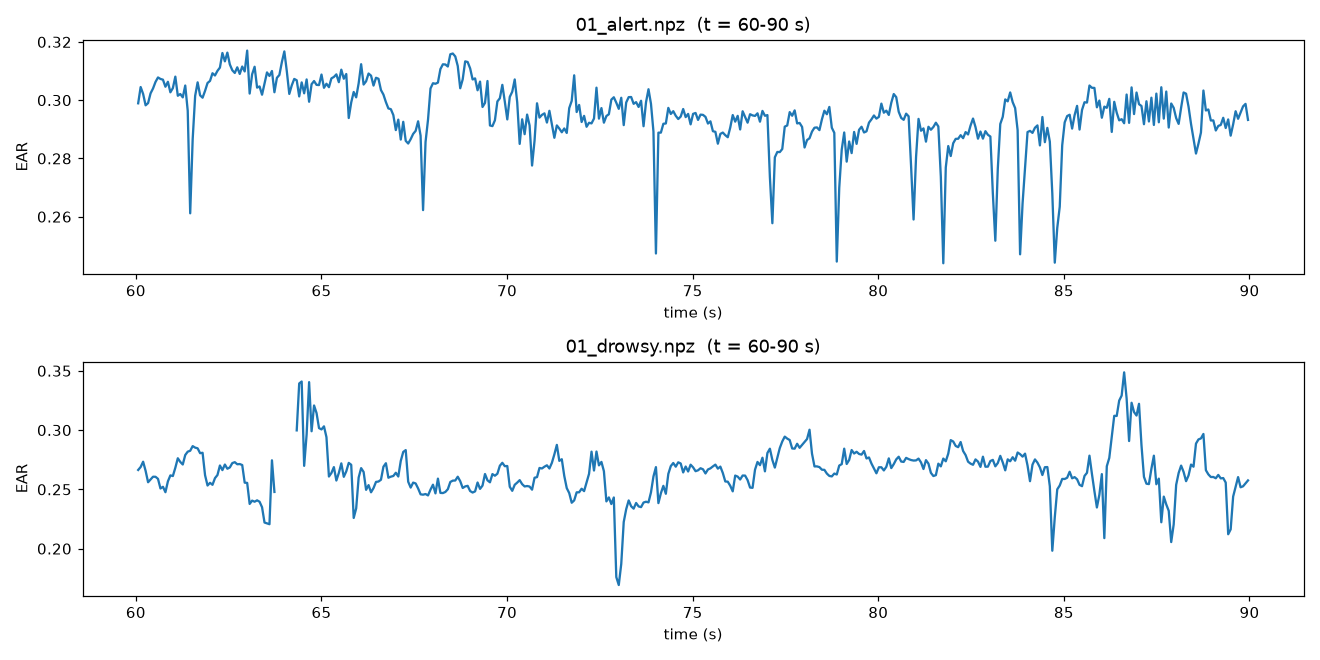 01_alert.npz  (t = 60-90 s)
0.32
0.30
0.28
0.26
EAR
60 65 70 75 80 85 90
time (s)
01_drowsy.npz  (t = 60-90 s)
0.35
0.30
0.25
0.20
EAR
60 65 70 75 80 85 90
time (s)